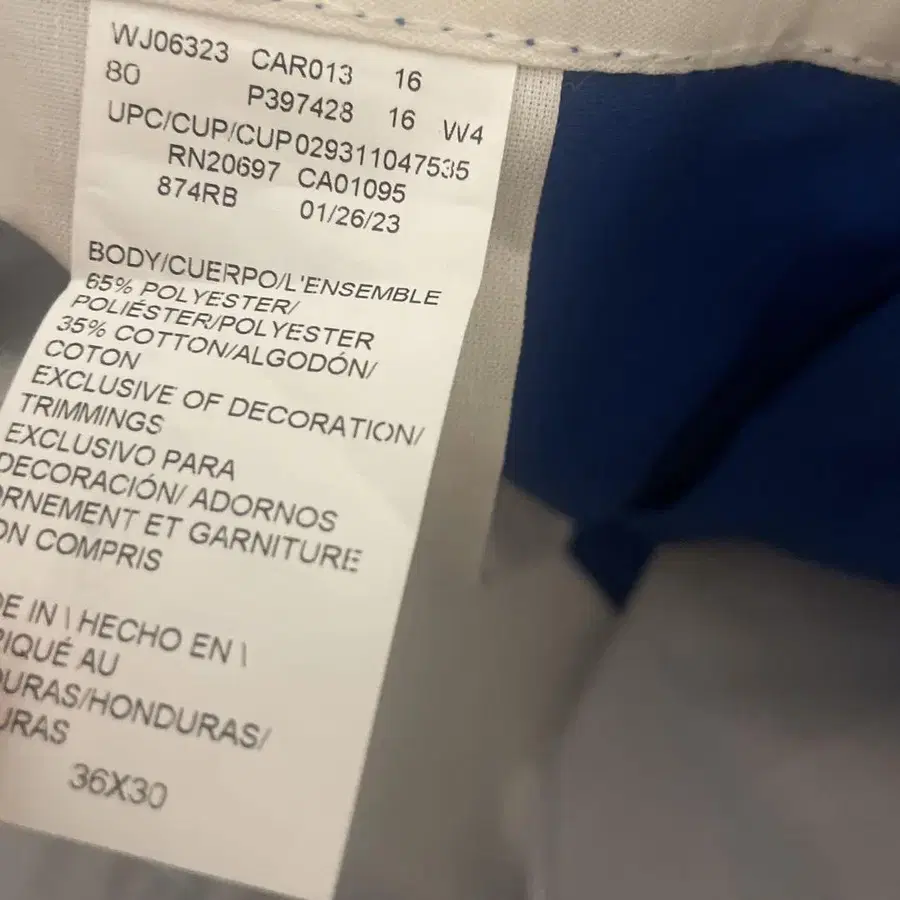 WJ06323 CAR013 16
80 P397428 16 W4
UPC/CUP/CUP029311047535
RN20697 CA01095
874RB 01/26/23
BODY/CUERPO/L'ENSEMBLE
65% POLYESTER/
POLIÉSTER/POLYESTER
35% COTTON/ALGODÓN/
COTON
EXCLUSIVE OF DECORATION/
TRIMMINGS
EXCLUSIVO PARA
DECORACIÓN/ ADORNOS
ORNEMENT ET GARNITURE
ON COMPRIS
DE IN \ HECHO EN \
RIQUÉ AU
DURAS/HONDURAS/
URAS
36X30